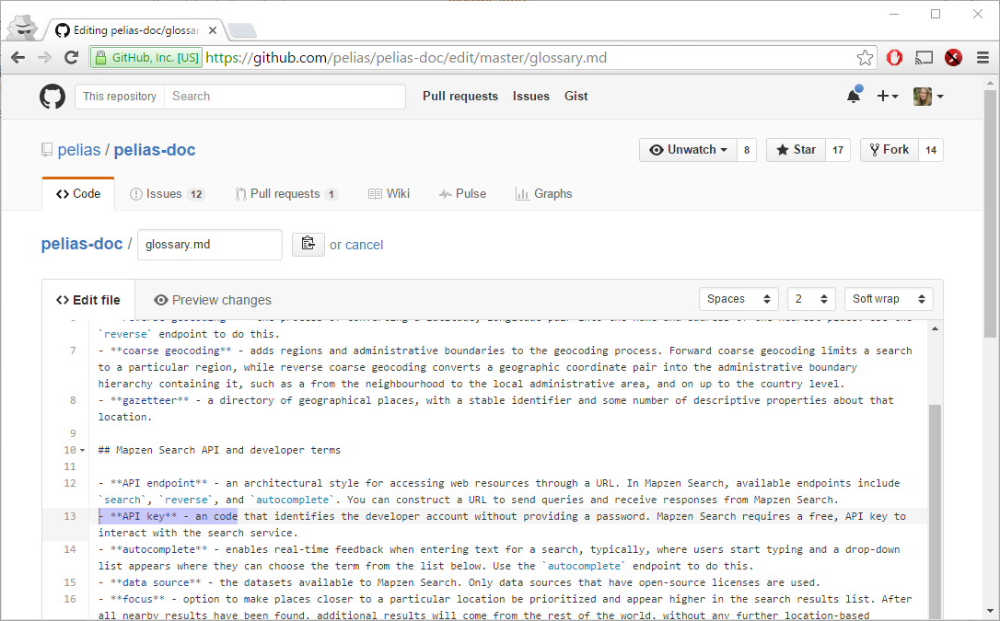 Editing pelias-doc/glossar
GitHub, Inc. [US] https://github.com/pelias/pelias-doc/edit/master/glossary.md
This repository Search Pull requests Issues Gist
pelias / pelias-doc Unwatch 8 Star 17 Fork 14
Code Issues 12 Pull requests 1 Wiki Pulse Graphs
pelias-doc / glossary.md or cancel
Edit file Preview changes Spaces 2 Soft wrap
`reverse` endpoint to do this.
7 - **coarse geocoding** - adds regions and administrative boundaries to the geocoding process. Forward coarse geocoding limits a search
to a particular region, while reverse coarse geocoding converts a geographic coordinate pair into the administrative boundary
hierarchy containing it, such as a from the neighbourhood to the local administrative area, and on up to the country level.
8 - **gazetteer** - a directory of geographical places, with a stable identifier and some number of descriptive properties about that
location.
9
10 ## Mapzen Search API and developer terms
11
12 - **API endpoint** - an architectural style for accessing web resources through a URL. In Mapzen Search, available endpoints include
`search`, `reverse`, and `autocomplete`. You can construct a URL to send queries and receive responses from Mapzen Search.
13 - **API key** - an code that identifies the developer account without providing a password. Mapzen Search requires a free, API key to
interact with the search service.
14 - **autocomplete** - enables real-time feedback when entering text for a search, typically, where users start typing and a drop-down
list appears where they can choose the term from the list below. Use the `autocomplete` endpoint to do this.
15 - **data source** - the datasets available to Mapzen Search. Only data sources that have open-source licenses are used.
16 - **focus** - option to make places closer to a particular location be prioritized and appear higher in the search results list. After
all nearby results have been found, additional results will come from the rest of the world, without any further location-based